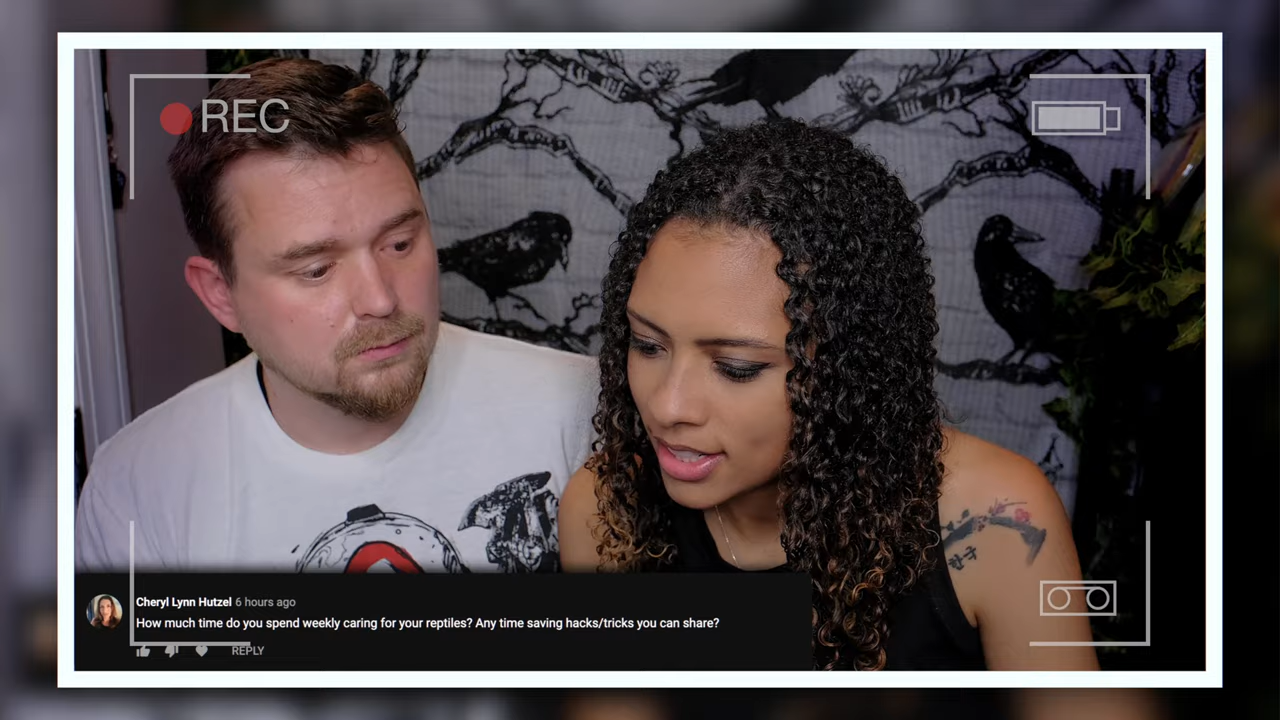 REC
Cheryl Lynn Hutzel 6 hours ago
How much time do you spend weekly caring for your reptiles? Any time saving hacks/tricks you can share?
REPLY